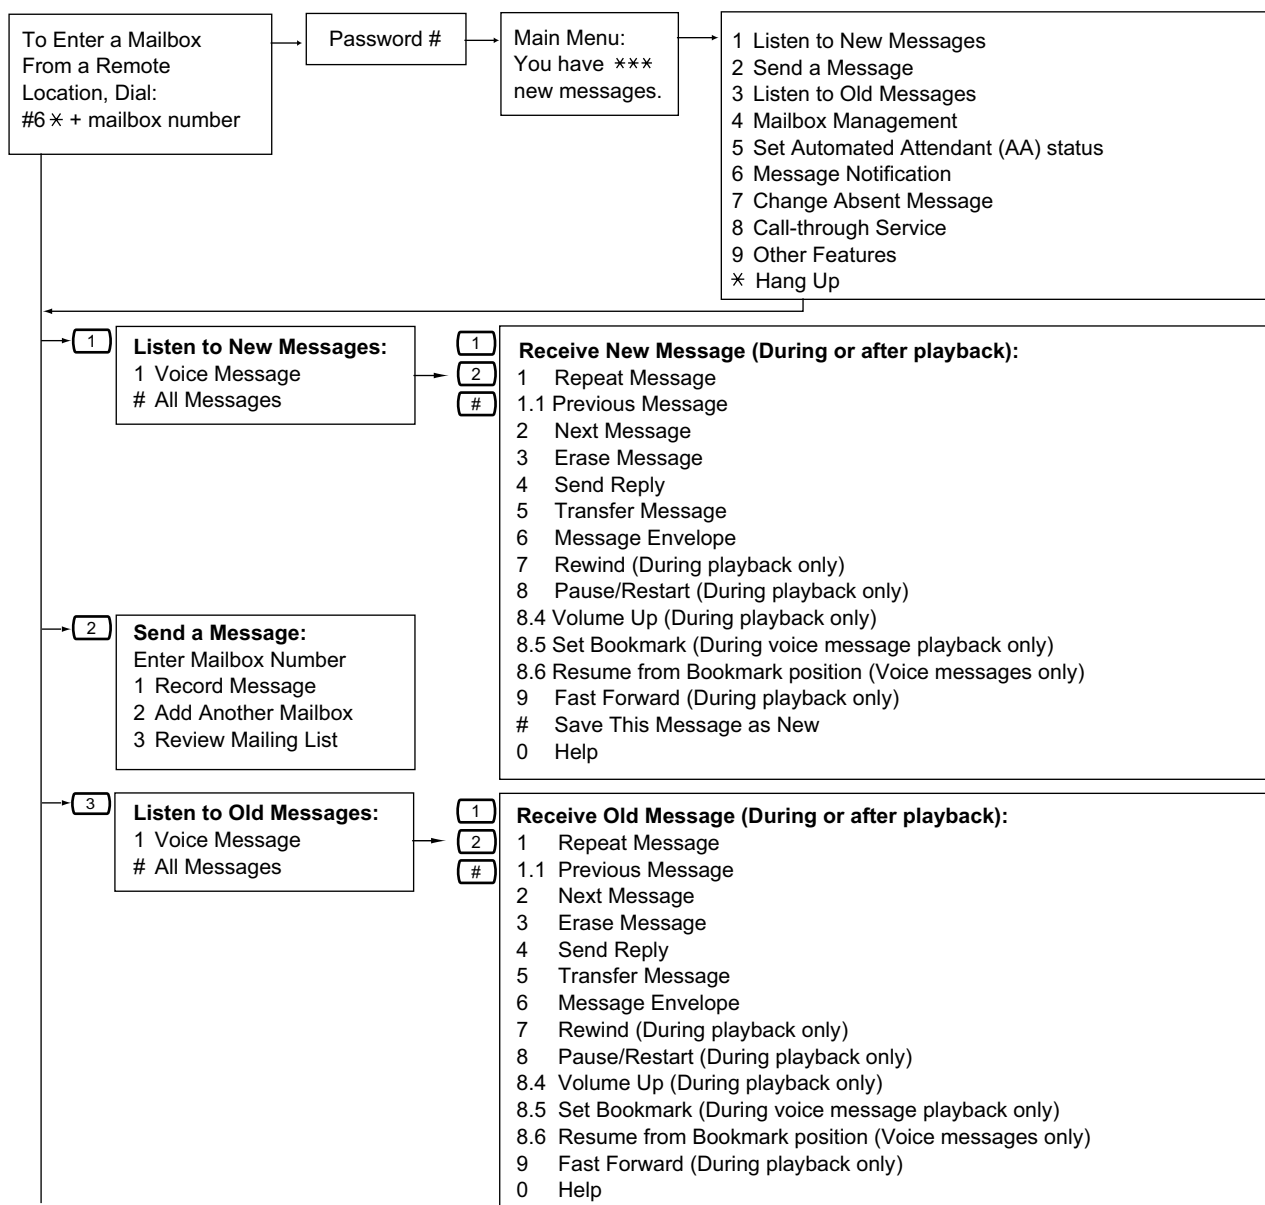 To Enter a Mailbox
From a Remote
Location, Dial:
#6 * + mailbox number
Password #
Main Menu:
You have ***
new messages.
1 Listen to New Messages
2 Send a Message
3 Listen to Old Messages
4 Mailbox Management
5 Set Automated Attendant (AA) status
6 Message Notification
7 Change Absent Message
8 Call-through Service
9 Other Features
* Hang Up
1
Listen to New Messages:
1 Voice Message
# All Messages
1
2
#
Receive New Message (During or after playback):
1 Repeat Message
1.1 Previous Message
2 Next Message
3 Erase Message
4 Send Reply
5 Transfer Message
6 Message Envelope
7 Rewind (During playback only)
8 Pause/Restart (During playback only)
8.4 Volume Up (During playback only)
8.5 Set Bookmark (During voice message playback only)
8.6 Resume from Bookmark position (Voice messages only)
9 Fast Forward (During playback only)
# Save This Message as New
0 Help
2
Send a Message:
Enter Mailbox Number
1 Record Message
2 Add Another Mailbox
3 Review Mailing List
3
Listen to Old Messages:
1 Voice Message
# All Messages
1
2
#
Receive Old Message (During or after playback):
1 Repeat Message
1.1 Previous Message
2 Next Message
3 Erase Message
4 Send Reply
5 Transfer Message
6 Message Envelope
7 Rewind (During playback only)
8 Pause/Restart (During playback only)
8.4 Volume Up (During playback only)
8.5 Set Bookmark (During voice message playback only)
8.6 Resume from Bookmark position (Voice messages only)
9 Fast Forward (During playback only)
0 Help